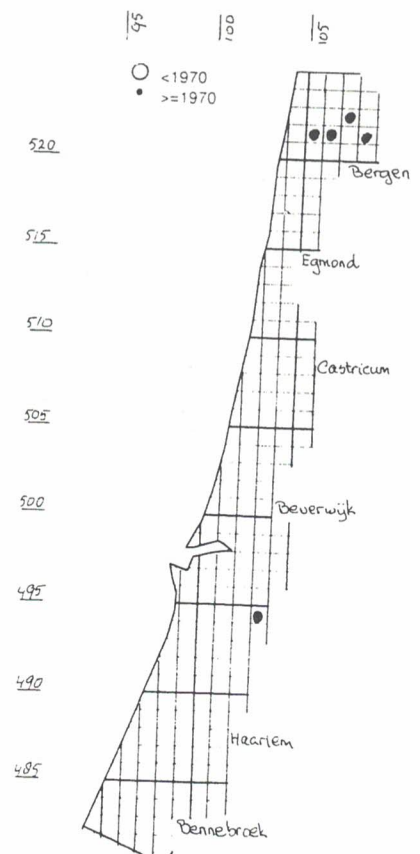 95 100 105
<1970
>=1970
520
Bergen
515
Egmond
510
Castricum
505
500
Beverwijk
495
490
Haarlem
485
Bennebroek